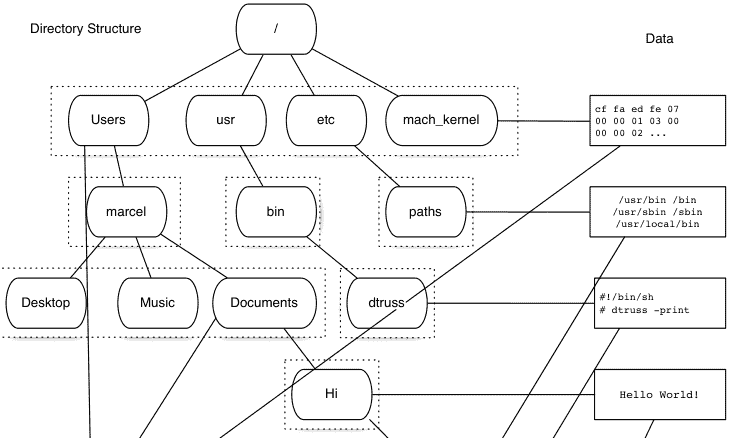 Directory Structure
/
Data
Users
usr
etc
mach_kernel
cf fa ed fe 07
00 00 01 03 00
00 00 02 ...
marcel
bin
paths
/usr/bin /bin
/usr/sbin /sbin
/usr/local/bin
Desktop
Music
Documents
dtruss
#!/bin/sh
# dtruss -print
Hi
Hello World!